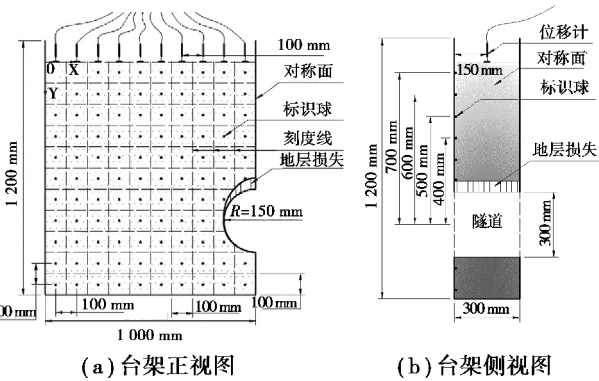 0 X
Y
100 mm
对称面
标识球
刻度线
地层损失
R=150 mm
1 200 mm
100 mm
100 mm
100 mm
1 000 mm
(a)台架正视图
位移计
对称面
150 mm
标识球
地层损失
1 200 mm
700 mm
600 mm
500 mm
400 mm
隧道
300 mm
300 mm
(b)台架侧视图